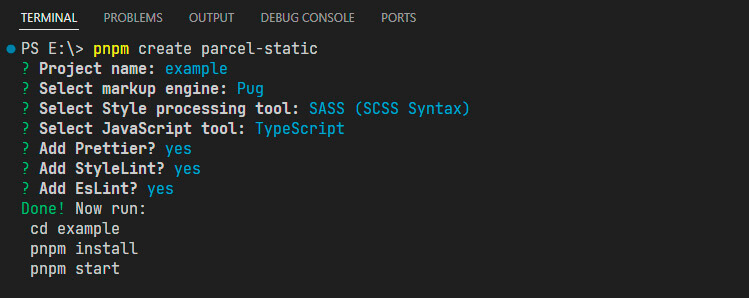 TERMINAL PROBLEMS OUTPUT DEBUG CONSOLE PORTS
PS E:\> pnpm create parcel-static
? Project name: example
? Select markup engine: Pug
? Select Style processing tool: SASS (SCSS Syntax)
? Select JavaScript tool: TypeScript
? Add Prettier? yes
? Add StyleLint? yes
? Add EsLint? yes
Done! Now run:
cd example
pnpm install
pnpm start